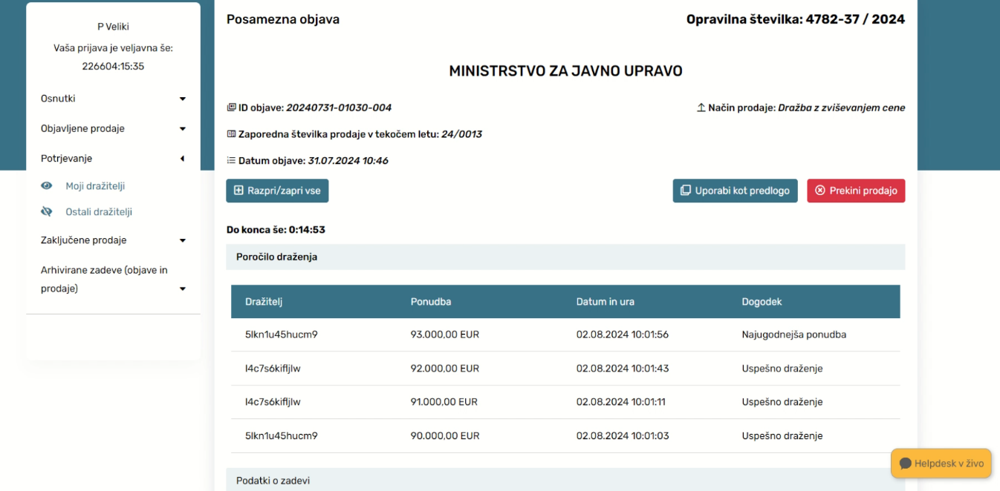 P Veliki
Vaša prijava je veljavna še:
226604:15:35
Osnutki
Objavljene prodaje
Potrjevanje
Moji dražitelji
Ostali dražitelji
Zaključene prodaje
Arhivirane zadeve (objave in
prodaje)
Posamezna objava
Opravilna številka: 4782-37 / 2024
MINISTRSTVO ZA JAVNO UPRAVO
ID objave: 20240731-01030-004
Način prodaje: Dražba z zviševanjem cene
Zaporedna številka prodaje v tekočem letu: 24/0013
Datum objave: 31.07.2024 10:46
Razpri/zapri vse
Uporabi kot predlogo
Prekini prodajo
Do konca še: 0:14:53
Poročilo draženja
Dražitelj Ponudba Datum in ura Dogodek
5lkn1u45hucm9 93.000,00 EUR 02.08.2024 10:01:56 Najugodnejša ponudba
l4c7s6kifljlw 92.000,00 EUR 02.08.2024 10:01:43 Uspešno draženje
l4c7s6kifljlw 91.000,00 EUR 02.08.2024 10:01:11 Uspešno draženje
5lkn1u45hucm9 90.000,00 EUR 02.08.2024 10:01:03 Uspešno draženje
Podatki o zadevi
Helpdesk v živo